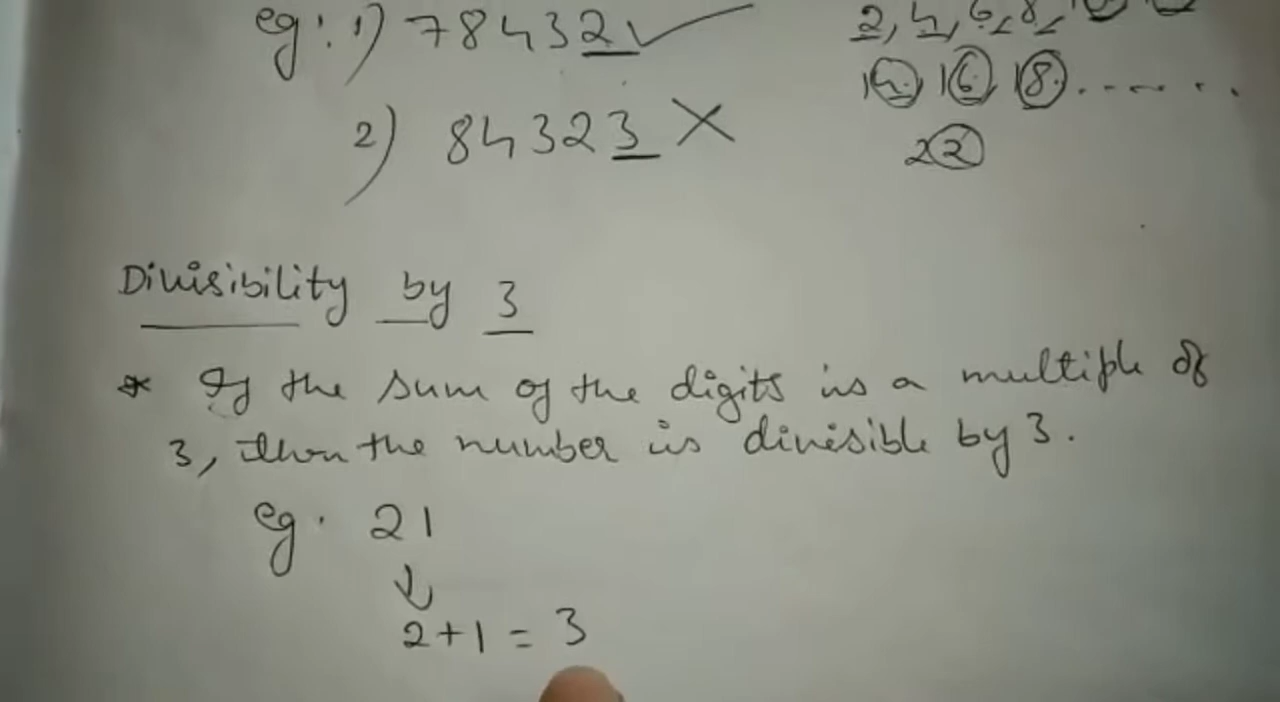 eg: 1) 78432 ✓
2, 4, 6, 8,
14, 16, 18. ......
2) 84323 ✗
22
Divisibility by 3
* If the sum of the digits is a multiple of
3, then the number is divisible by 3.
eg. 21
↓
2+1 = 3